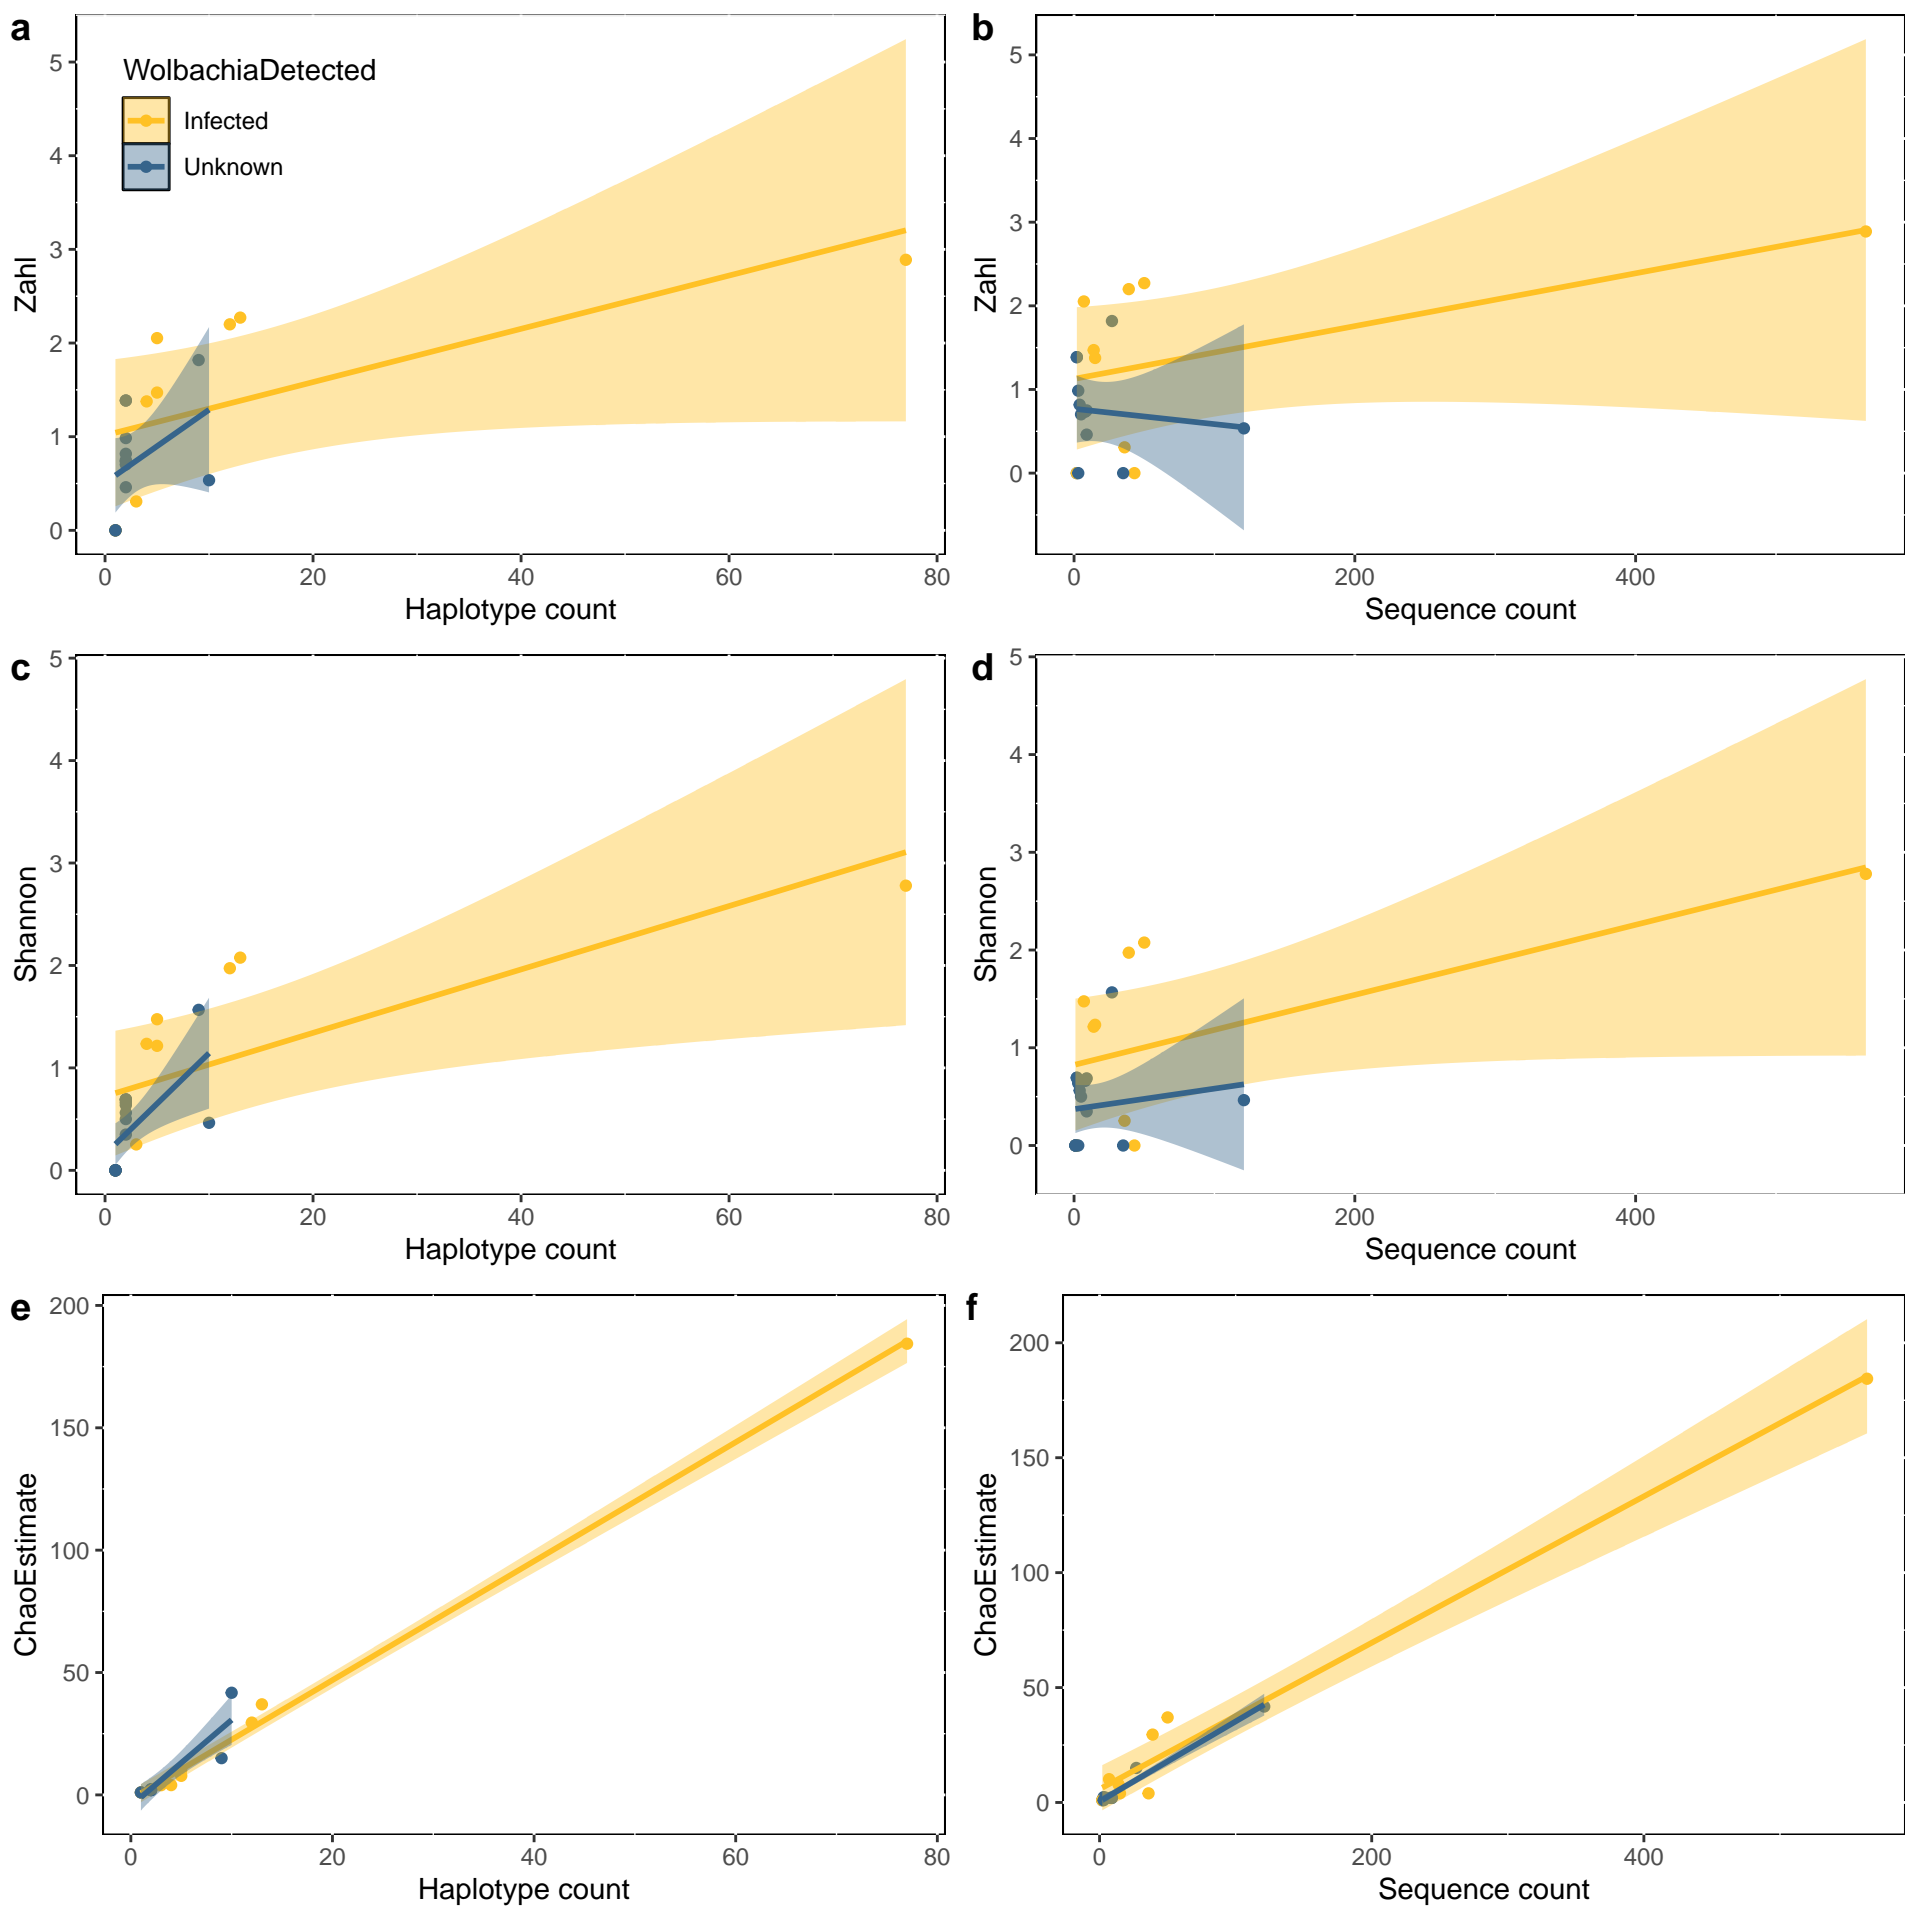 a
WolbachiaDetected
Infected
Unknown
Zahl
5
4
3
2
1
0
0 20 40 60 80
Haplotype count
b
Zahl
5
4
3
2
1
0
0 200 400
Sequence count
c
Shannon
5
4
3
2
1
0
0 20 40 60 80
Haplotype count
d
Shannon
5
4
3
2
1
0
0 200 400
Sequence count
e
ChaoEstimate
200
150
100
50
0
0 20 40 60 80
Haplotype count
f
ChaoEstimate
200
150
100
50
0
0 200 400
Sequence count